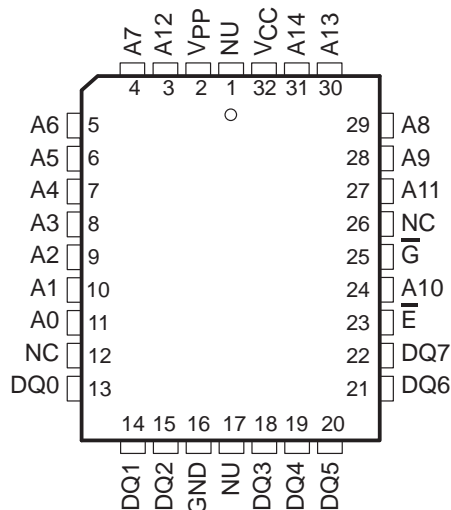 A7 A12 VPP NU VCC A14 A13
4 3 2 1 32 31 30
A6 5 29 A8
A5 6 28 A9
A4 7 27 A11
A3 8 26 NC
A2 9 25 G
A1 10 24 A10
A0 11 23 E
NC 12 22 DQ7
DQ0 13 21 DQ6
14 15 16 17 18 19 20
DQ1 DQ2 GND NU DQ3 DQ4 DQ5